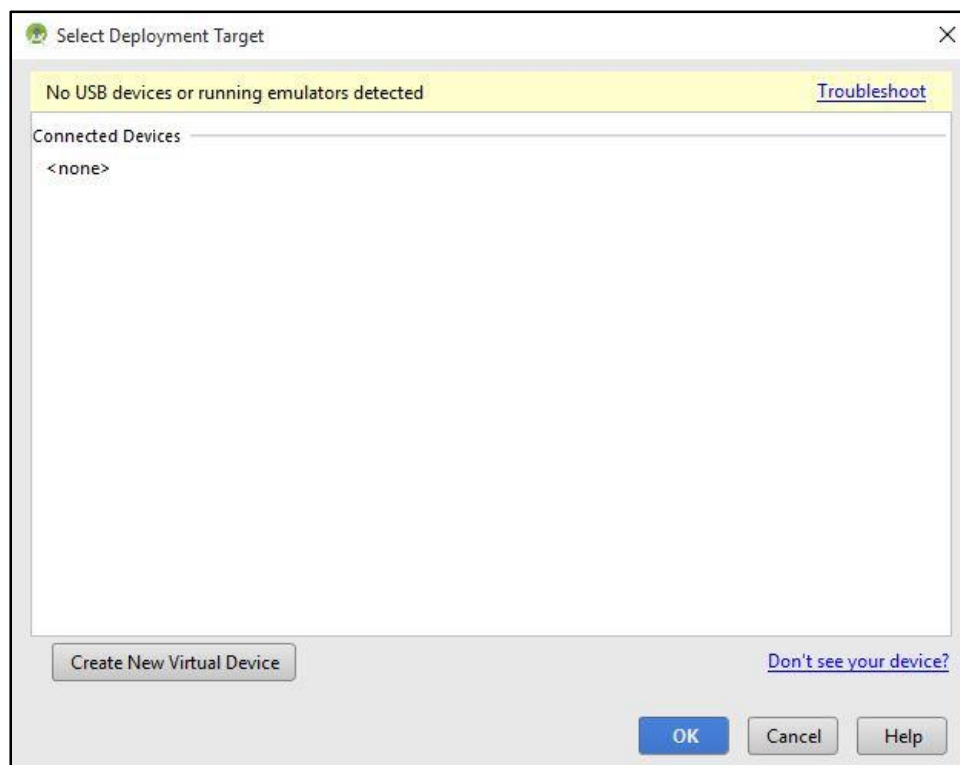 Select Deployment Target
No USB devices or running emulators detected Troubleshoot
Connected Devices
<none>
Create New Virtual Device Don't see your device?
OK Cancel Help